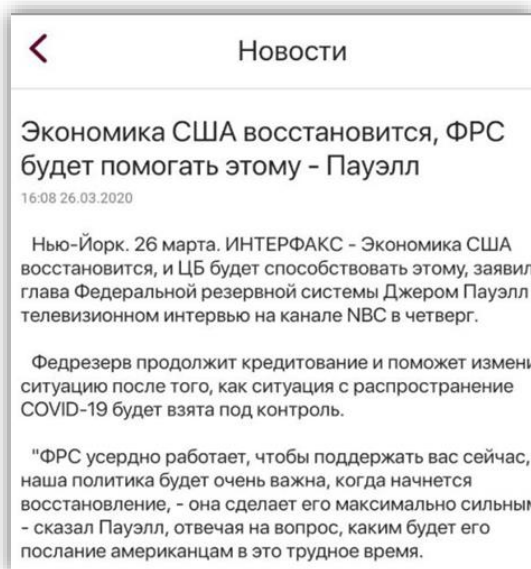 Новости
Экономика США восстановится, ФРС
будет помогать этому - Пауэлл
16:08 26.03.2020
Нью-Йорк. 26 марта. ИНТЕРФАКС - Экономика США
восстановится, и ЦБ будет способствовать этому, заявил
глава Федеральной резервной системы Джером Пауэлл
телевизионном интервью на канале NBC в четверг.
Федрезерв продолжит кредитование и поможет измени
ситуацию после того, как ситуация с распространение
COVID-19 будет взята под контроль.
"ФРС усердно работает, чтобы поддержать вас сейчас,
наша политика будет очень важна, когда начнется
восстановление, - она сделает его максимально сильным
- сказал Пауэлл, отвечая на вопрос, каким будет его
послание американцам в это трудное время.